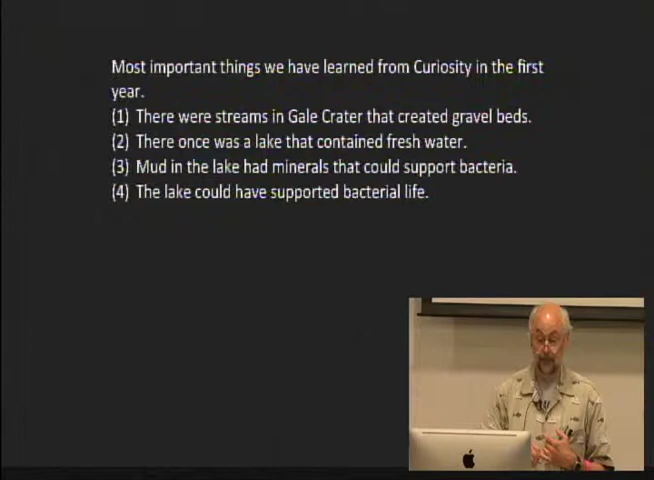 Most important things we have learned from Curiosity in the first
year.
(1) There were streams in Gale Crater that created gravel beds.
(2) There once was a lake that contained fresh water.
(3) Mud in the lake had minerals that could support bacteria.
(4) The lake could have supported bacterial life.